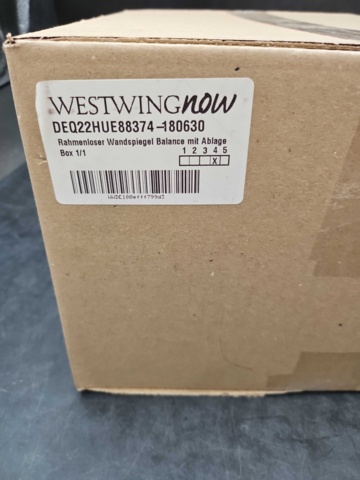 WESTWINGnow
DEQ22HUE88374-180630
Rahmenloser Wandspiegel Balance mit Ablage
Box 1/1
1 2 3 4 5
X